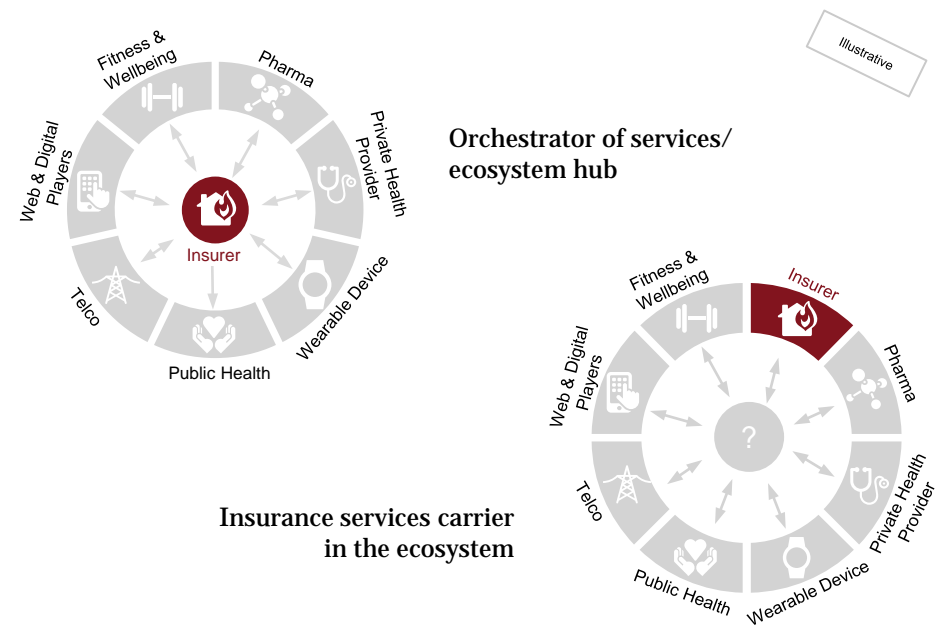 Illustrative
Fitness &
Wellbeing
Pharma
Private Health
Provider
Web & Digital
Players
Insurer
Telco
Wearable Device
Public Health
Orchestrator of services/
ecosystem hub
Fitness &
Wellbeing
Insurer
Web & Digital
Players
Pharma
?
Telco
Private Health
Provider
Public Health
Wearable Device
Insurance services carrier
in the ecosystem